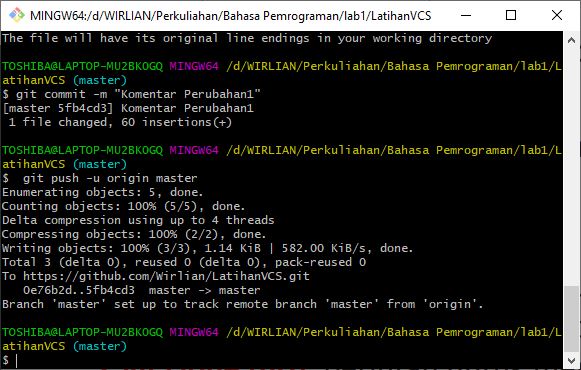 MINGW64:/d/WIRLIAN/Perkuliahan/Bahasa Pemrograman/lab1/LatihanVCS
The file will have its original line endings in your working directory
TOSHIBA@LAPTOP-MU2BKOGQ MINGW64 /d/WIRLIAN/Perkuliahan/Bahasa Pemrograman/lab1/L
atihanVCS (master)
$ git commit -m "Komentar Perubahan1"
[master 5fb4cd3] Komentar Perubahan1
 1 file changed, 60 insertions(+)
TOSHIBA@LAPTOP-MU2BKOGQ MINGW64 /d/WIRLIAN/Perkuliahan/Bahasa Pemrograman/lab1/L
atihanVCS (master)
$  git push -u origin master
Enumerating objects: 5, done.
Counting objects: 100% (5/5), done.
Delta compression using up to 4 threads
Compressing objects: 100% (2/2), done.
Writing objects: 100% (3/3), 1.14 KiB | 582.00 KiB/s, done.
Total 3 (delta 0), reused 0 (delta 0), pack-reused 0
To https://github.com/Wirlian/LatihanVCS.git
   0e76b2d..5fb4cd3  master -> master
Branch 'master' set up to track remote branch 'master' from 'origin'.
TOSHIBA@LAPTOP-MU2BKOGQ MINGW64 /d/WIRLIAN/Perkuliahan/Bahasa Pemrograman/lab1/L
atihanVCS (master)
$